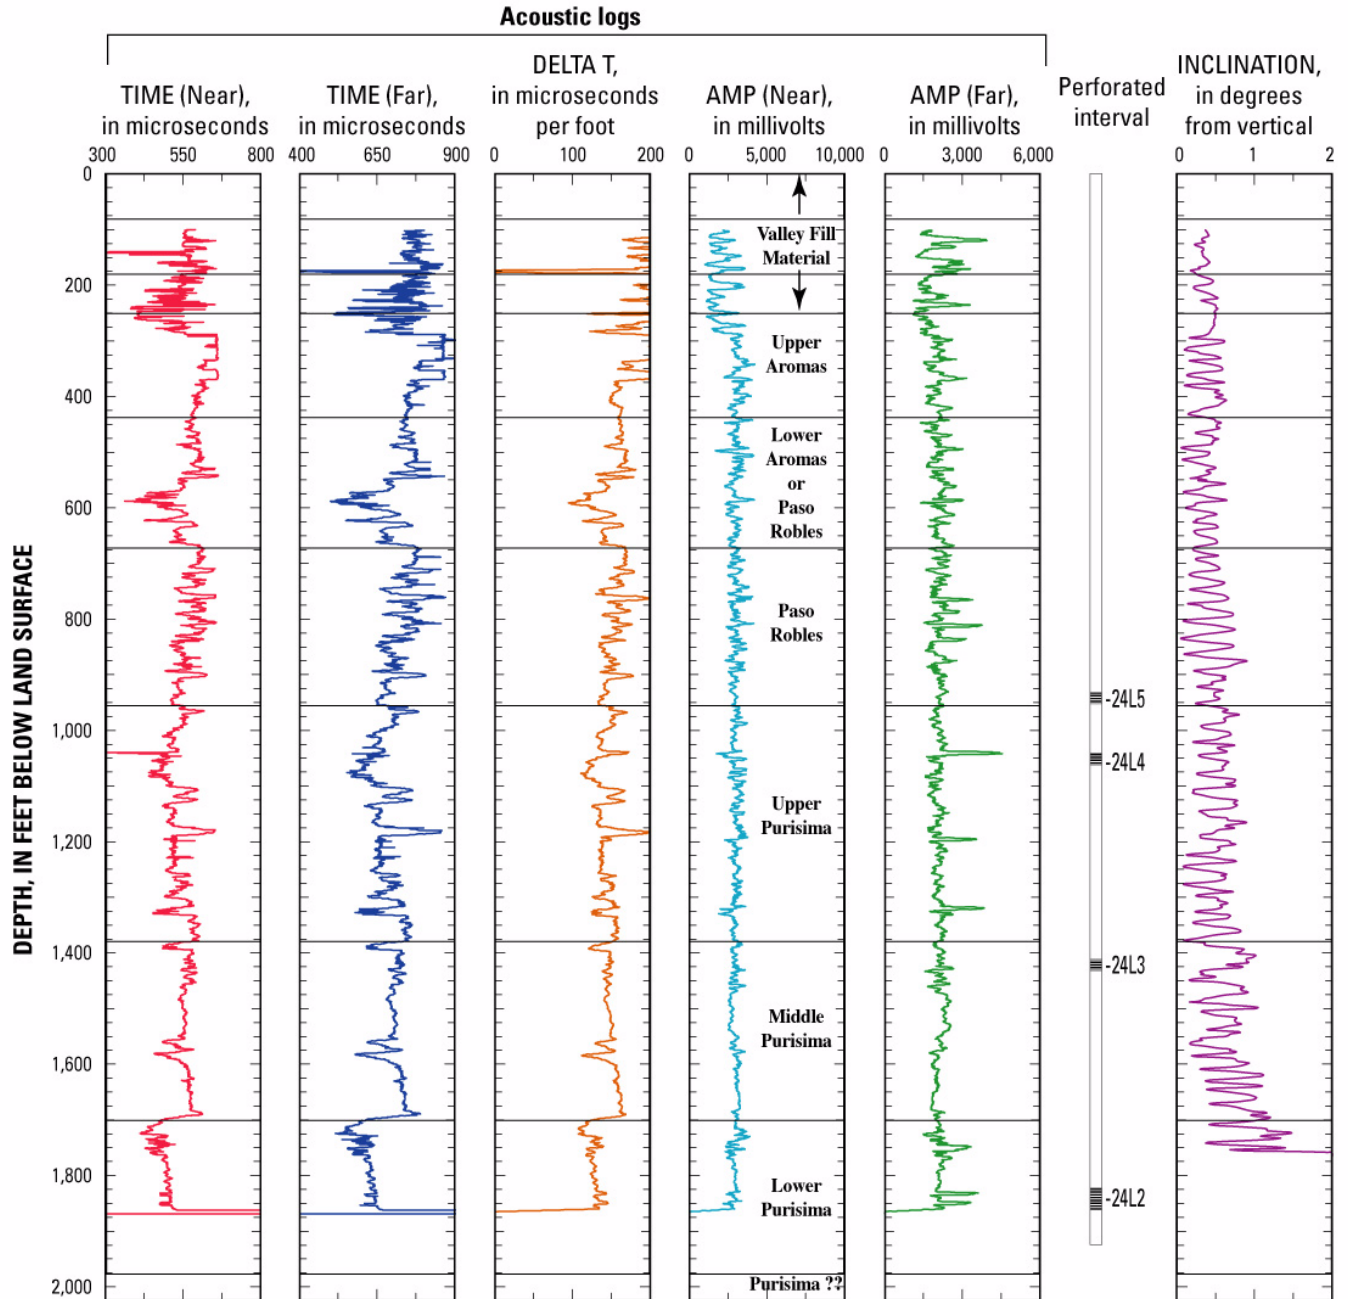 Acoustic logs
TIME (Near),
in microseconds
300 550 800
TIME (Far),
in microseconds
400 650 900
DELTA T,
in microseconds
per foot
0 100 200
AMP (Near),
in millivolts
0 5,000 10,000
AMP (Far),
in millivolts
0 3,000 6,000
Perforated
interval
INCLINATION,
in degrees
from vertical
0 1 2
DEPTH, IN FEET BELOW LAND SURFACE
0
200
400
600
800
1,000
1,200
1,400
1,600
1,800
2,000
Valley Fill
Material
Upper
Aromas
Lower
Aromas
or
Paso
Robles
Paso
Robles
Upper
Purisima
Middle
Purisima
Lower
Purisima
Purisima ??
-24L5
-24L4
-24L3
-24L2